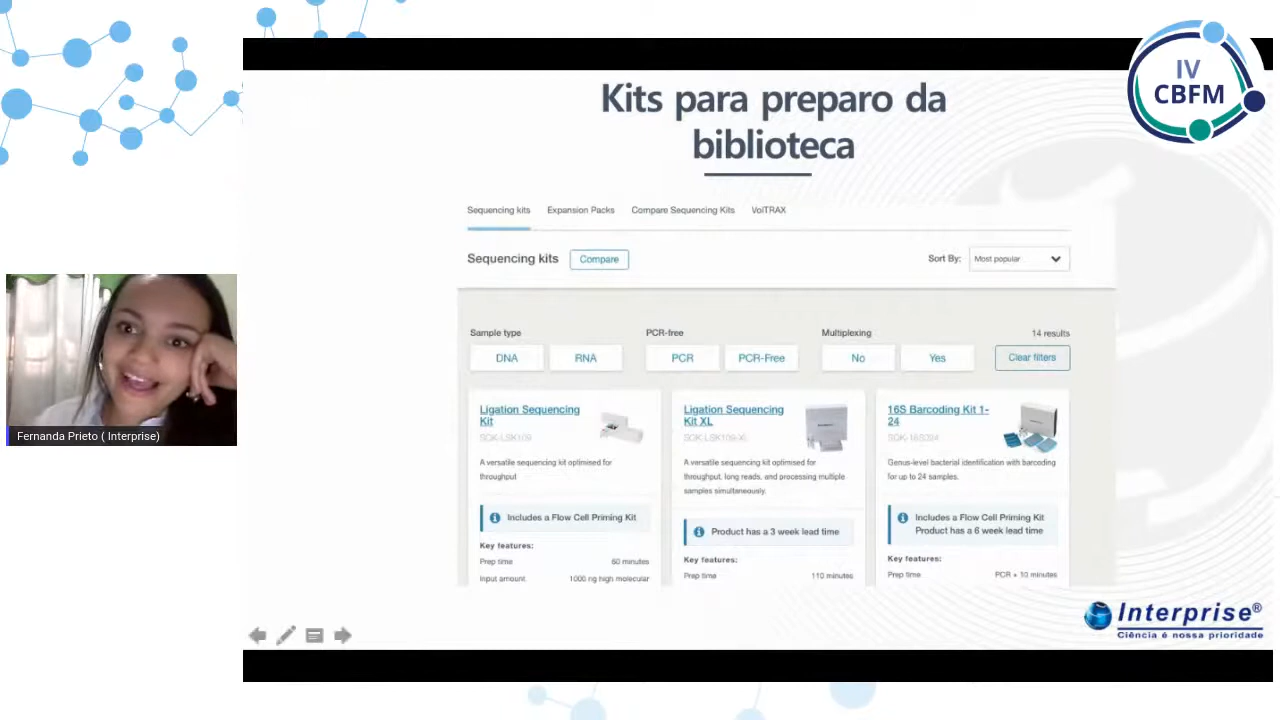 IV
CBFM
Kits para preparo da
biblioteca
Sequencing kits Expansion Packs Compare Sequencing Kits VolTRAX
Sequencing kits Compare Sort By: Most popular
Sample type PCR-free Multiplexing 14 results
DNA RNA PCR PCR-Free No Yes Clear filters
Ligation Sequencing
Kit
SQK-LSK109
A versatile sequencing kit optimised for
throughput
Includes a Flow Cell Priming Kit
Key features:
Prep time 60 minutes
Input amount 1000 ng high molecular
Ligation Sequencing
Kit XL
SQK-LSK109-XL
A versatile sequencing kit optimised for
throughput, long reads, and processing multiple
samples simultaneously.
Product has a 3 week lead time
Key features:
Prep time 110 minutes
16S Barcoding Kit 1-
24
SQK-16S024
Genus-level bacterial identification with barcoding
for up to 24 samples.
Includes a Flow Cell Priming Kit
Product has a 6 week lead time
Key features:
Prep time PCR + 10 minutes
Fernanda Prieto ( Interprise)
Interprise®
Ciência é nossa prioridade